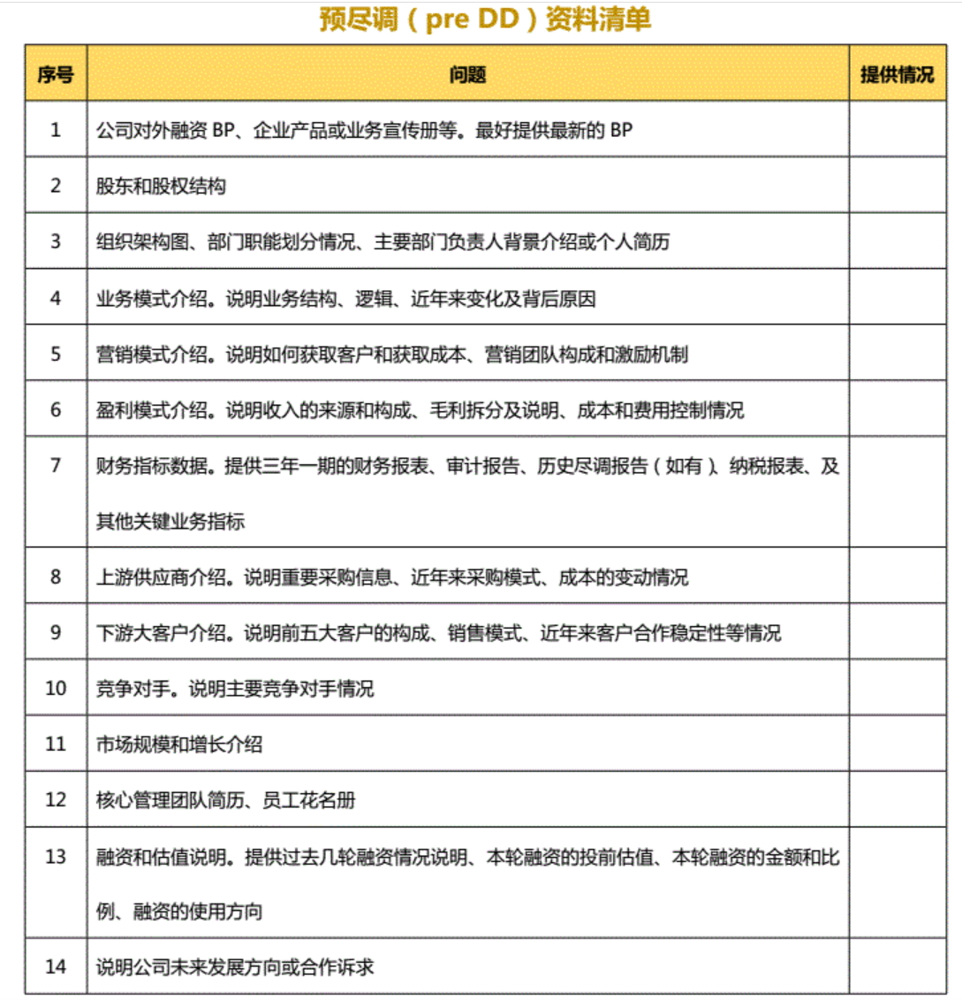 预尽调（pre DD）资料清单
序号 问题 提供情况
1 公司对外融资 BP、企业产品或业务宣传册等。最好提供最新的 BP
2 股东和股权结构
3 组织架构图、部门职能划分情况、主要部门负责人背景介绍或个人简历
4 业务模式介绍。说明业务结构、逻辑、近年来变化及背后原因
5 营销模式介绍。说明如何获取客户和获取成本、营销团队构成和激励机制
6 盈利模式介绍。说明收入的来源和构成、毛利拆分及说明、成本和费用控制情况
7 财务指标数据。提供三年一期的财务报表、审计报告、历史尽调报告（如有）、纳税报表、及
其他关键业务指标
8 上游供应商介绍。说明重要采购信息、近年来采购模式、成本的变动情况
9 下游大客户介绍。说明前五大客户的构成、销售模式、近年来客户合作稳定性等情况
10 竞争对手。说明主要竞争对手情况
11 市场规模和增长介绍
12 核心管理团队简历、员工花名册
13 融资和估值说明。提供过去几轮融资情况说明、本轮融资的投前估值、本轮融资的金额和比
例、融资的使用方向
14 说明公司未来发展方向或合作诉求